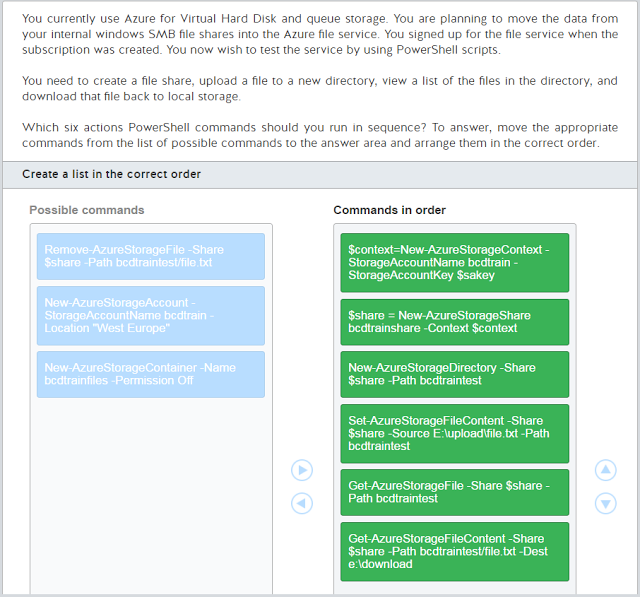 You currently use Azure for Virtual Hard Disk and queue storage. You are planning to move the data from
your internal windows SMB file shares into the Azure file service. You signed up for the file service when the
subscription was created. You now wish to test the service by using PowerShell scripts.
You need to create a file share, upload a file to a new directory, view a list of the files in the directory, and
download that file back to local storage.
Which six actions PowerShell commands should you run in sequence? To answer, move the appropriate
commands from the list of possible commands to the answer area and arrange them in the correct order.
Create a list in the correct order
Possible commands
Remove-AzureStorageFile -Share
$share -Path bcdtraintest/file.txt
New-AzureStorageAccount -
StorageAccountName bcdtrain -
Location "West Europe"
New-AzureStorageContainer -Name
bcdtrainfiles -Permission Off
Commands in order
$context=New-AzureStorageContext -
StorageAccountName bcdtrain -
StorageAccountKey $sakey
$share = New-AzureStorageShare
bcdtrainshare -Context $context
New-AzureStorageDirectory -Share
$share -Path bcdtraintest
Set-AzureStorageFileContent -Share
$share -Source E:\upload\file.txt -Path
bcdtraintest
Get-AzureStorageFile -Share $share -
Path bcdtraintest
Get-AzureStorageFileContent -Share
$share -Path bcdtraintest/file.txt -Dest
e:\download